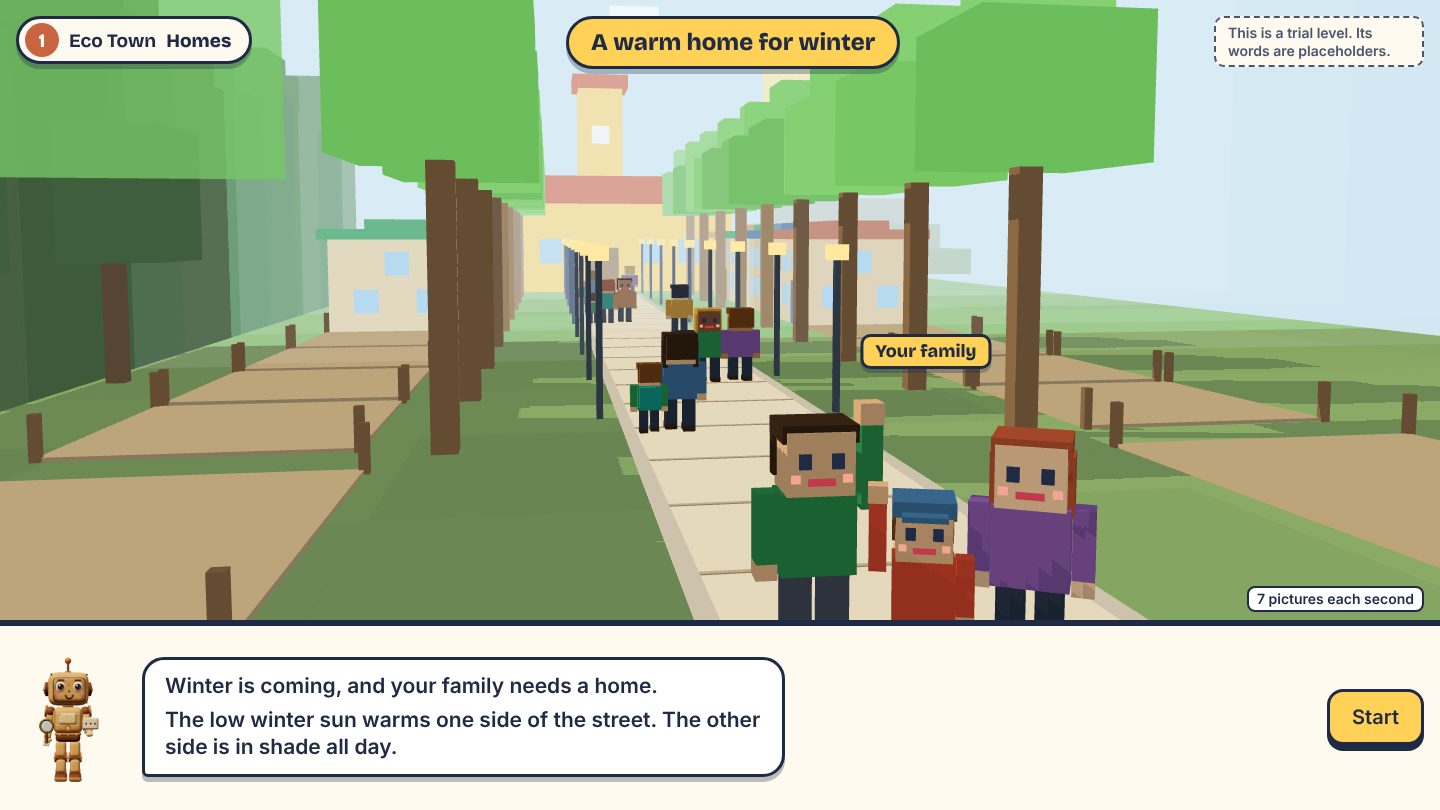 1 Eco Town Homes
A warm home for winter
This is a trial level. Its
words are placeholders.
Your family
7 pictures each second
Winter is coming, and your family needs a home.
The low winter sun warms one side of the street. The other
side is in shade all day.
Start